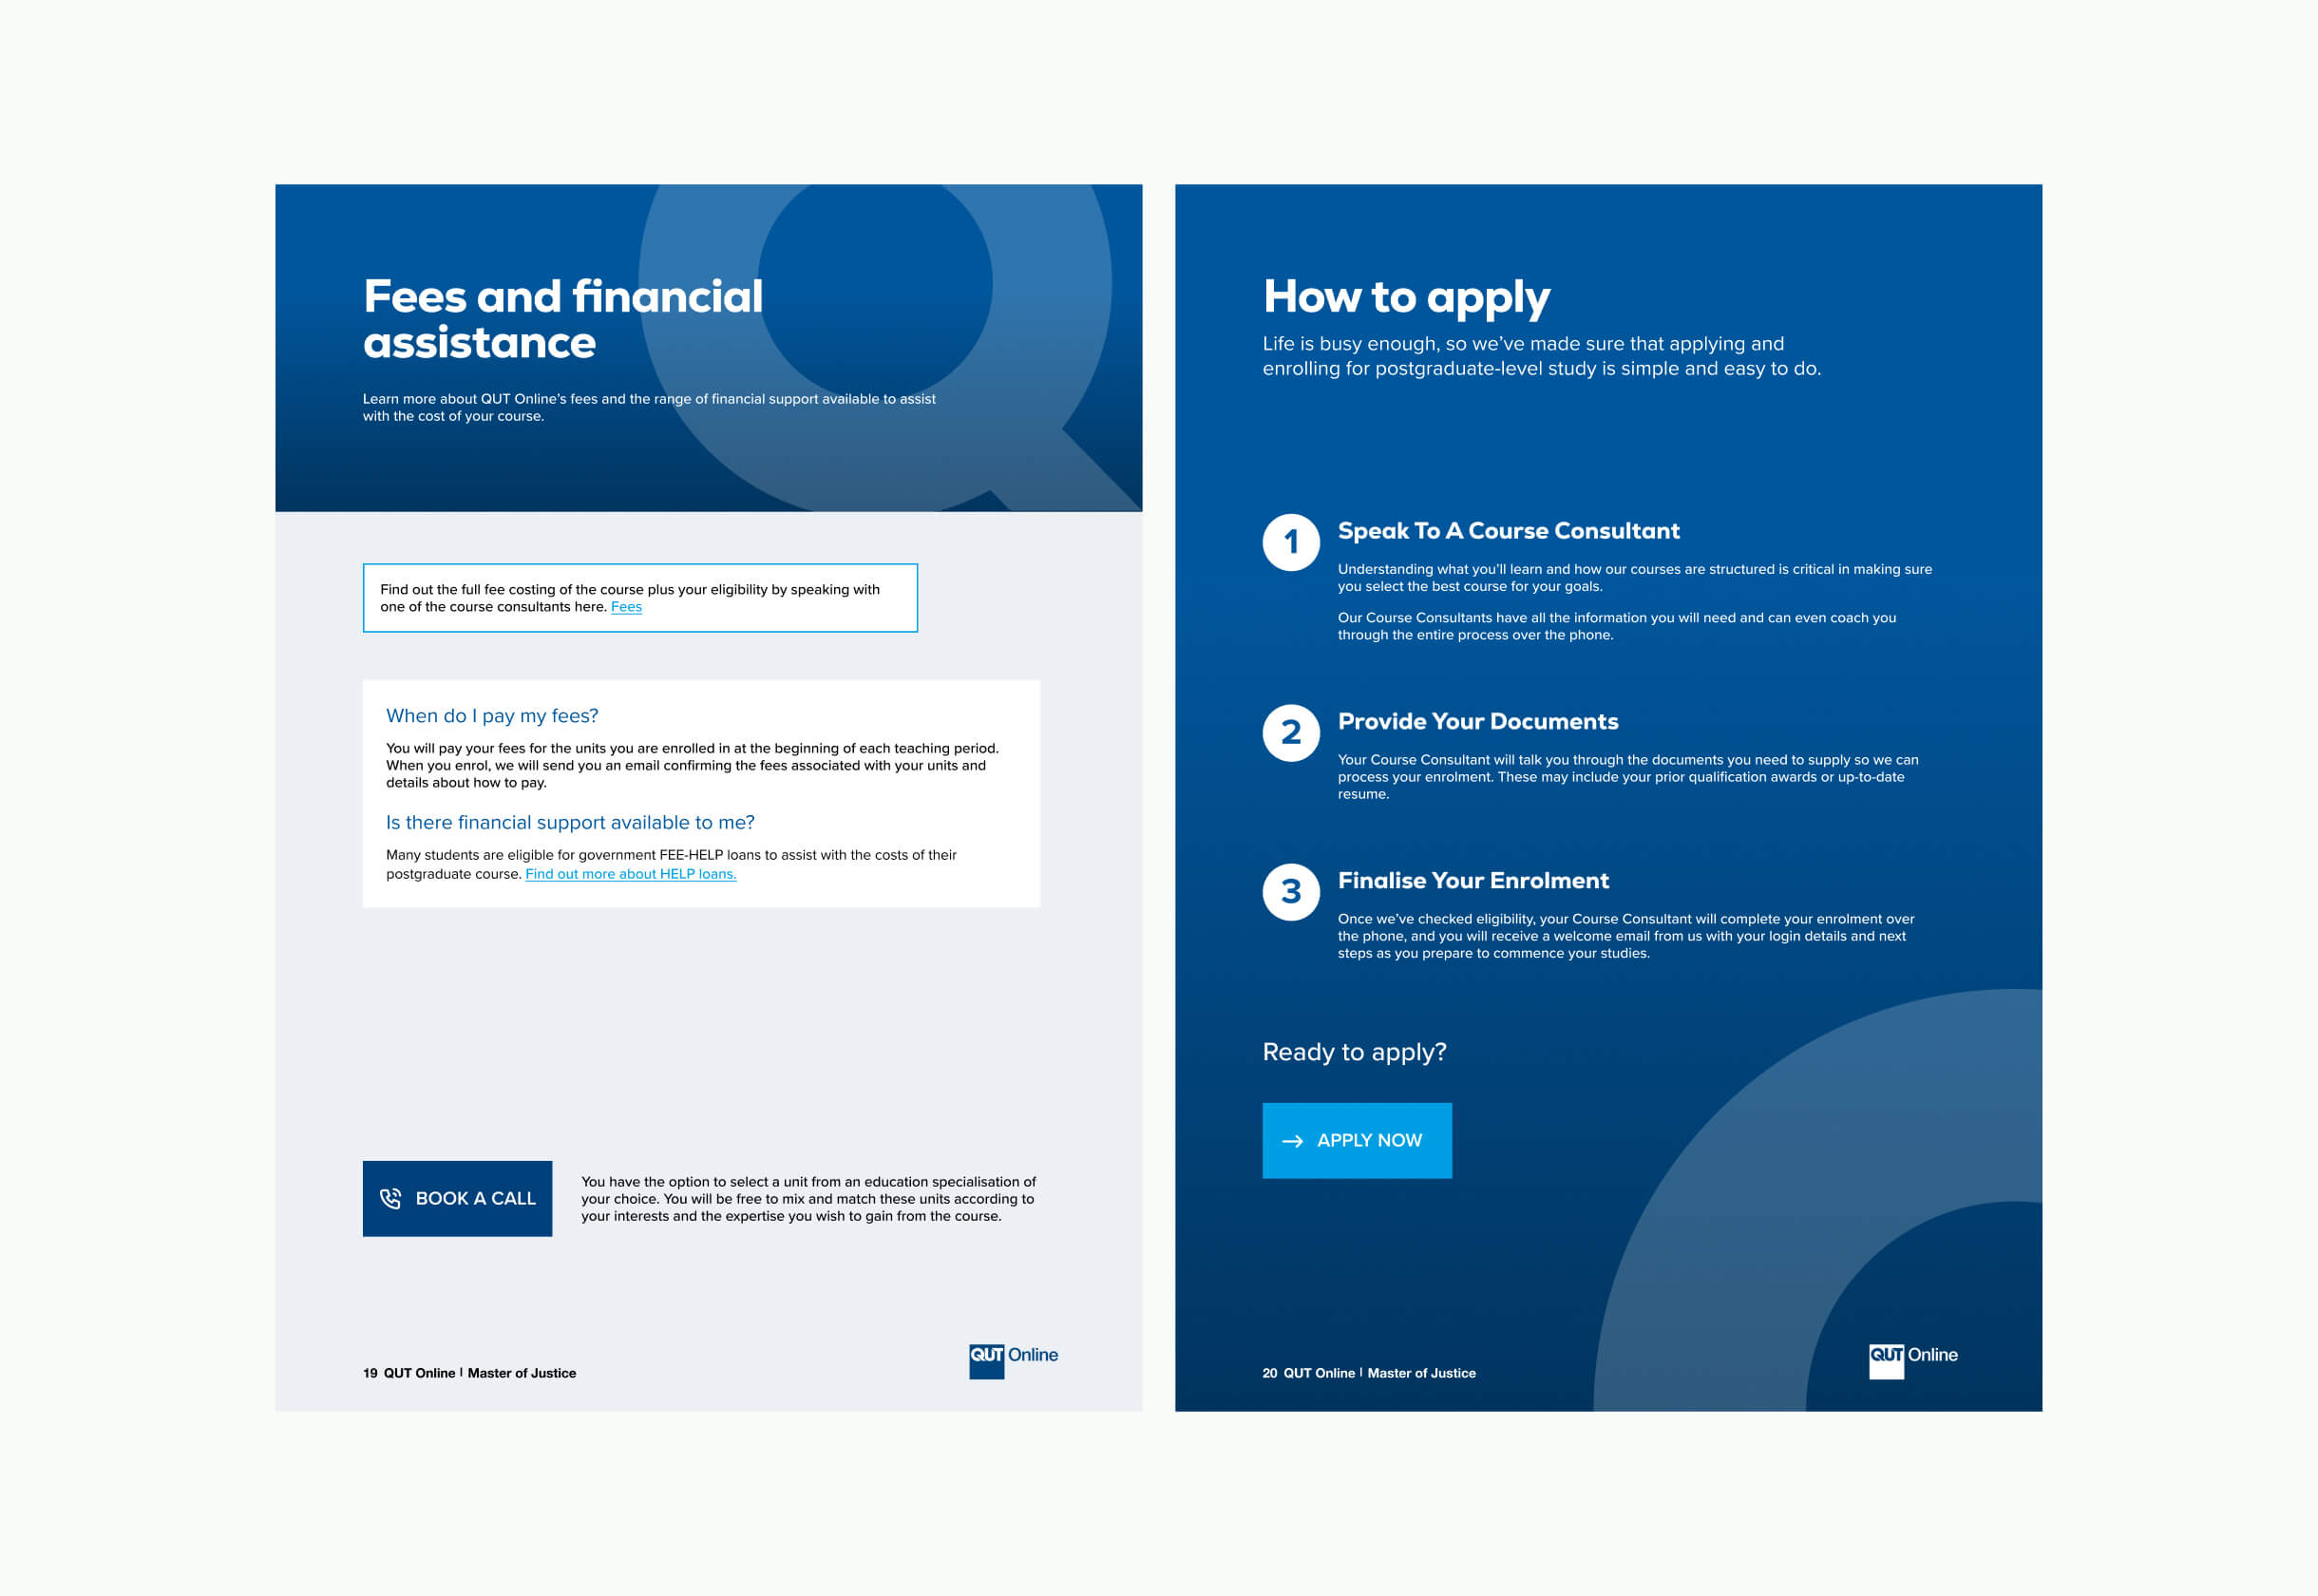 Fees and financial
assistance
Learn more about QUT Online’s fees and the range of financial support available to assist
with the cost of your course.
Find out the full fee costing of the course plus your eligibility by speaking with
one of the course consultants here. Fees
When do I pay my fees?
You will pay your fees for the units you are enrolled in at the beginning of each teaching period.
When you enrol, we will send you an email confirming the fees associated with your units and
details about how to pay.
Is there financial support available to me?
Many students are eligible for government FEE-HELP loans to assist with the costs of their
postgraduate course. Find out more about HELP loans.
BOOK A CALL
You have the option to select a unit from an education specialisation of
your choice. You will be free to mix and match these units according to
your interests and the expertise you wish to gain from the course.
19 QUT Online | Master of Justice
QUT Online
How to apply
Life is busy enough, so we’ve made sure that applying and
enrolling for postgraduate-level study is simple and easy to do.
1 Speak To A Course Consultant
Understanding what you’ll learn and how our courses are structured is critical in making sure
you select the best course for your goals.
Our Course Consultants have all the information you will need and can even coach you
through the entire process over the phone.
2 Provide Your Documents
Your Course Consultant will talk you through the documents you need to supply so we can
process your enrolment. These may include your prior qualification awards or up-to-date
resume.
3 Finalise Your Enrolment
Once we’ve checked eligibility, your Course Consultant will complete your enrolment over
the phone, and you will receive a welcome email from us with your login details and next
steps as you prepare to commence your studies.
Ready to apply?
APPLY NOW
20 QUT Online | Master of Justice
QUT Online